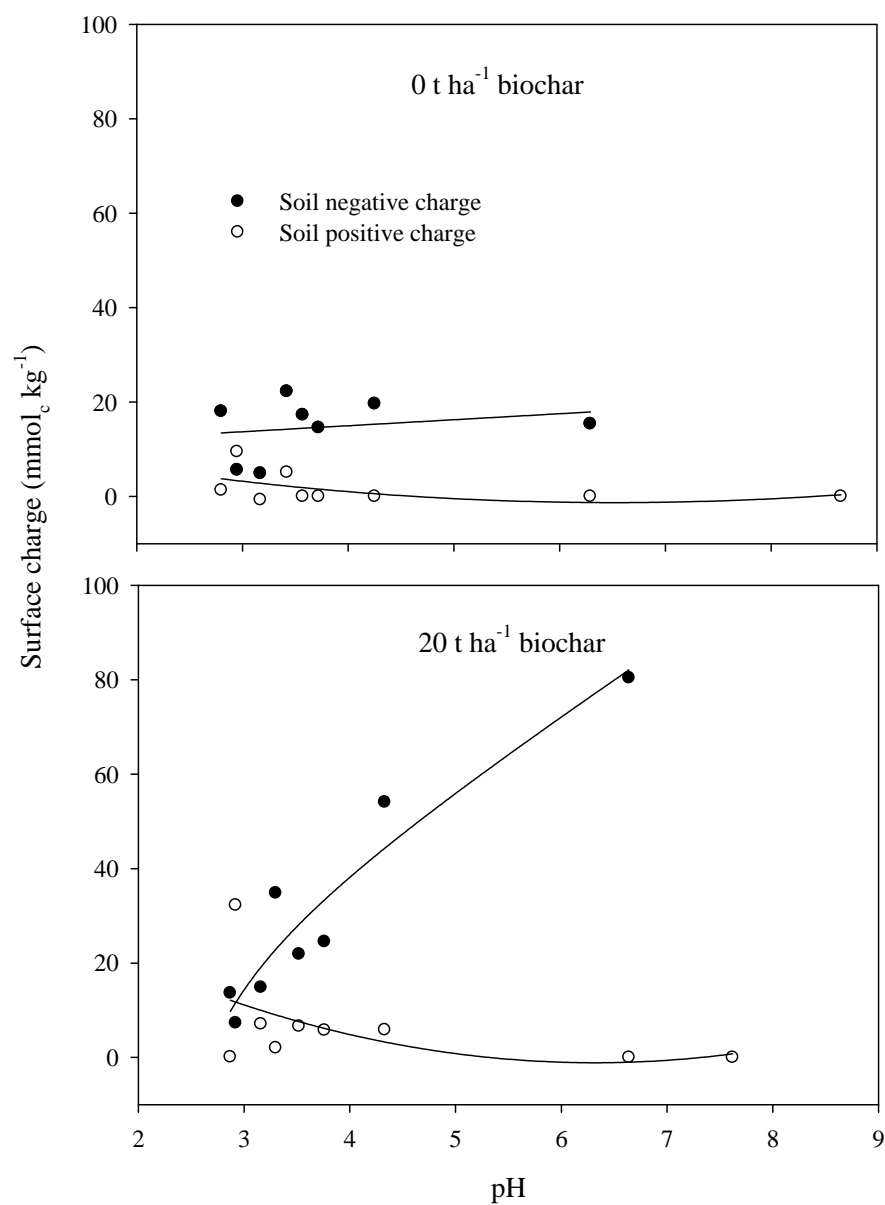 100
0 t ha-1 biochar
80
60
Soil negative charge
Soil positive charge
40
20
0
Surface charge (mmolc kg-1)
100
20 t ha-1 biochar
80
60
40
20
0
2 3 4 5 6 7 8 9
pH